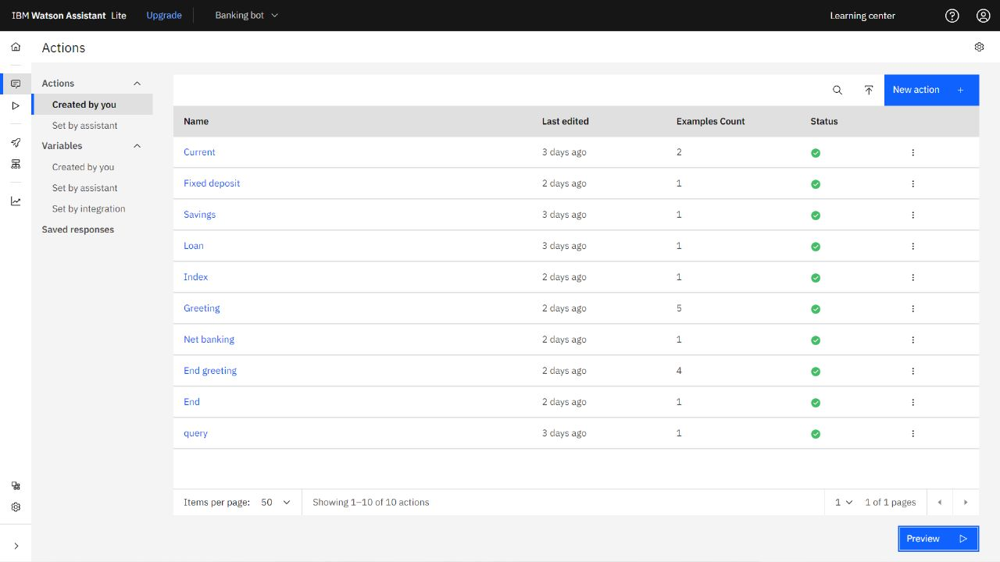 IBM Watson Assistant Lite Upgrade Banking bot Learning center
Actions
Actions
Created by you
Set by assistant
Variables
Created by you
Set by assistant
Set by integration
Saved responses
New action +
Name Last edited Examples Count Status
Current 3 days ago 2
Fixed deposit 2 days ago 1
Savings 3 days ago 1
Loan 3 days ago 1
Index 2 days ago 1
Greeting 2 days ago 5
Net banking 2 days ago 1
End greeting 2 days ago 4
End 2 days ago 1
query 3 days ago 1
Items per page: 50 Showing 1–10 of 10 actions 1 1 of 1 pages
Preview